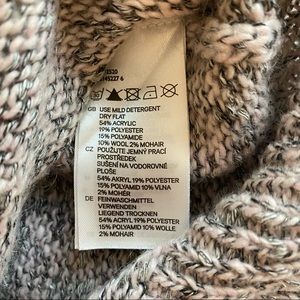 GB USE MILD DETERGENT
DRY FLAT
54% ACRYLIC
19% POLYESTER
15% POLYAMIDE
10% WOOL 2% MOHAIR
CZ POUŽIJTE JEMNÝ PRACÍ
PROSTŘEDEK
SUŠENÍ NA VODOROVNÉ
PLOŠE
54% AKRYL 19% POLYESTER
15% POLYAMID 10% VLNA
2% MOHÉR
DE FEINWASCHMITTEL
VERWENDEN
LIEGEND TROCKNEN
54% ACRYL 19% POLYESTER
15% POLYAMID 10% WOLLE
2% MOHAIR